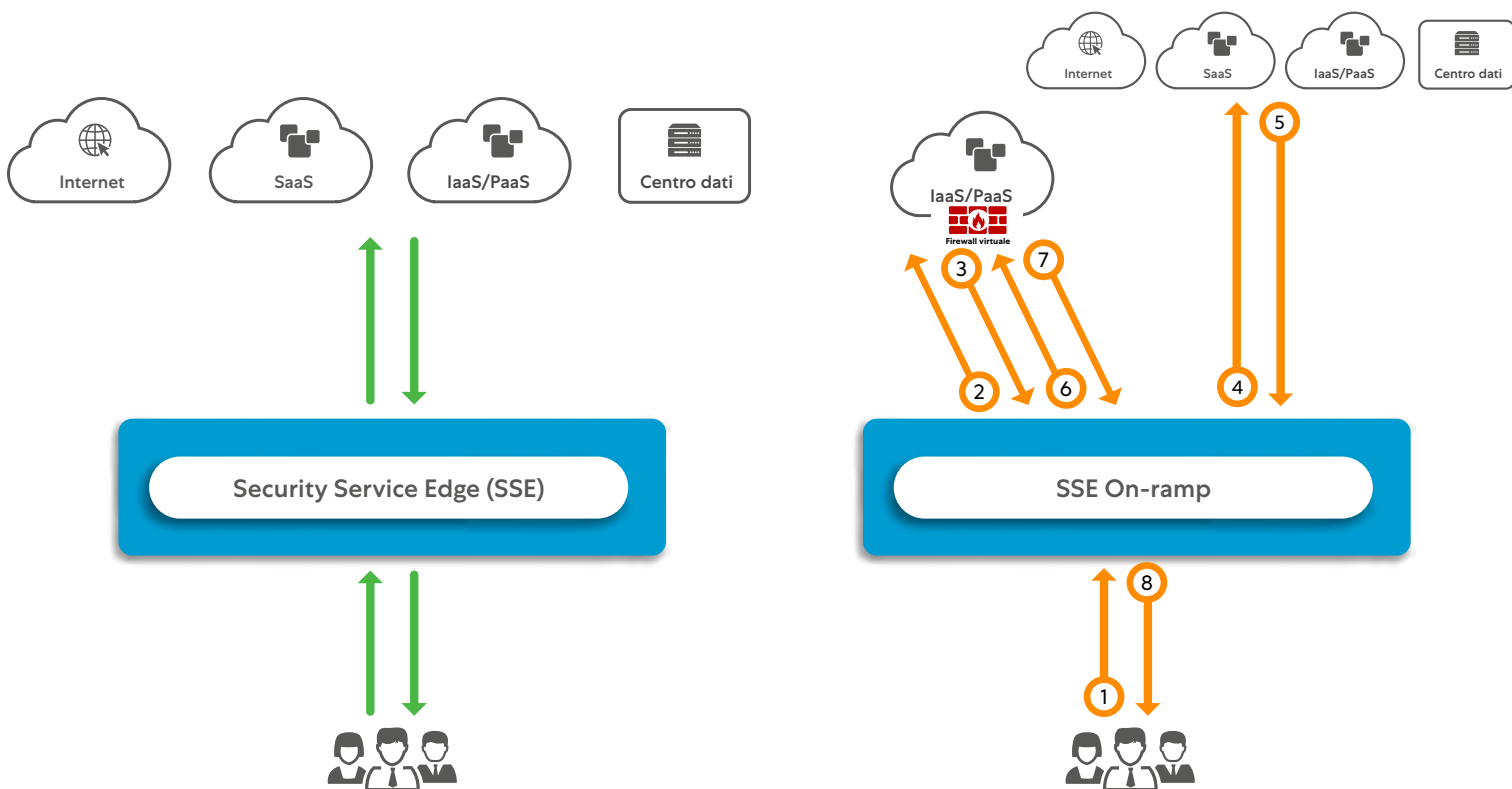 Internet
SaaS
IaaS/PaaS
Centro dati
Security Service Edge (SSE)
Internet
SaaS
IaaS/PaaS
Centro dati
5
IaaS/PaaS
Firewall virtuale
3
7
2
6
4
SSE On-ramp
8
1